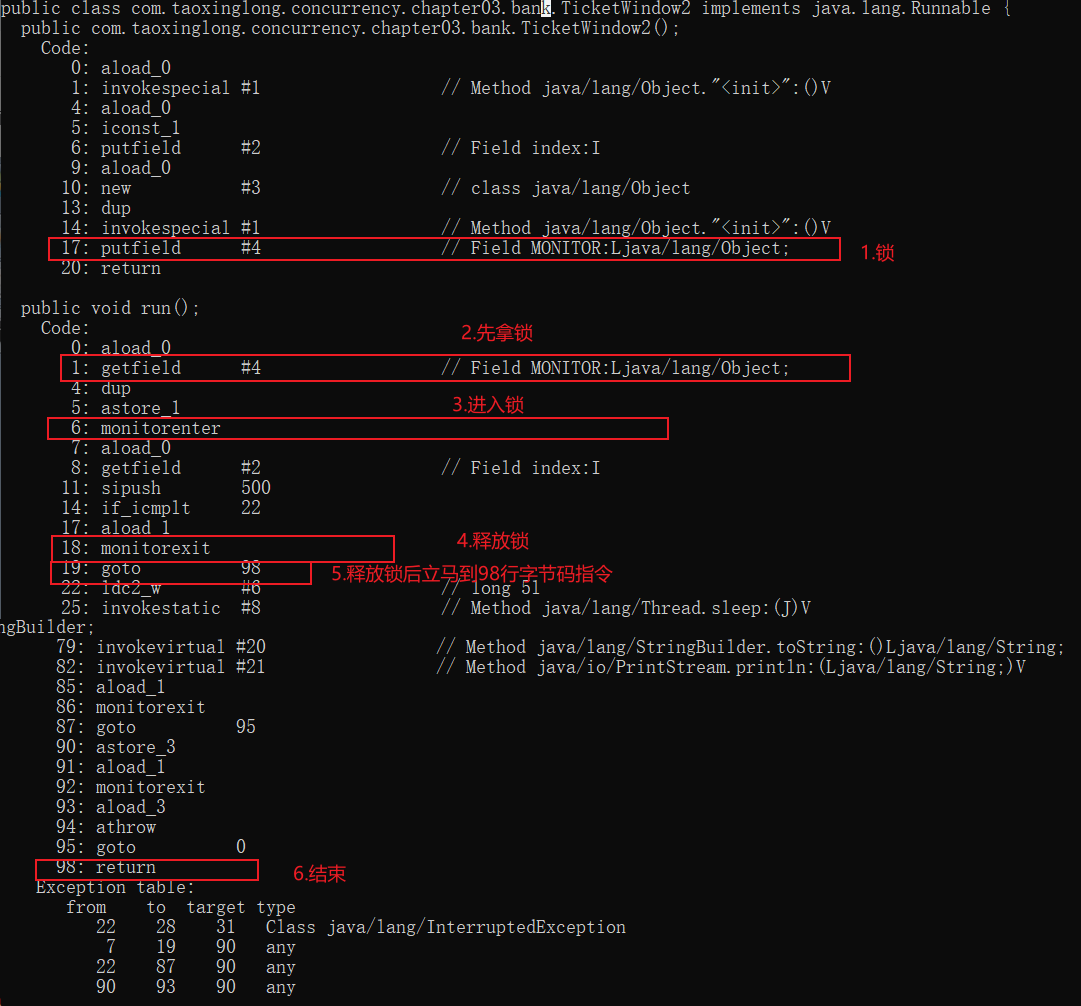 public class com.taoxinglong.concurrency.chapter03.bank.TicketWindow2 implements java.lang.Runnable {
public com.taoxinglong.concurrency.chapter03.bank.TicketWindow2();
Code:
0: aload_0
1: invokespecial #1 // Method java/lang/Object."<init>":()V
4: aload_0
5: iconst_1
6: putfield #2 // Field index:I
9: aload_0
10: new #3 // class java/lang/Object
13: dup
14: invokespecial #1 // Method java/lang/Object."<init>":()V
17: putfield #4 // Field MONITOR:Ljava/lang/Object; 1.锁
20: return
public void run();
Code: 2.先拿锁
0: aload_0
1: getfield #4 // Field MONITOR:Ljava/lang/Object;
4: dup
5: astore_1 3.进入锁
6: monitorenter
7: aload_0
8: getfield #2 // Field index:I
11: sipush 500
14: if_icmplt 22
17: aload_1
18: monitorexit 4.释放锁
19: goto 98 5.释放锁后立马到98行字节码指令
22: ldc2_w #6 // long 5l
25: invokestatic #8 // Method java/lang/Thread.sleep:(J)V
ngBuilder;
79: invokevirtual #20 // Method java/lang/StringBuilder.toString:()Ljava/lang/String;
82: invokevirtual #21 // Method java/io/PrintStream.println:(Ljava/lang/String;)V
85: aload_1
86: monitorexit
87: goto 95
90: astore_3
91: aload_1
92: monitorexit
93: aload_3
94: athrow
95: goto 0
98: return 6.结束
Exception table:
from to target type
22 28 31 Class java/lang/InterruptedException
7 19 90 any
22 87 90 any
90 93 90 any